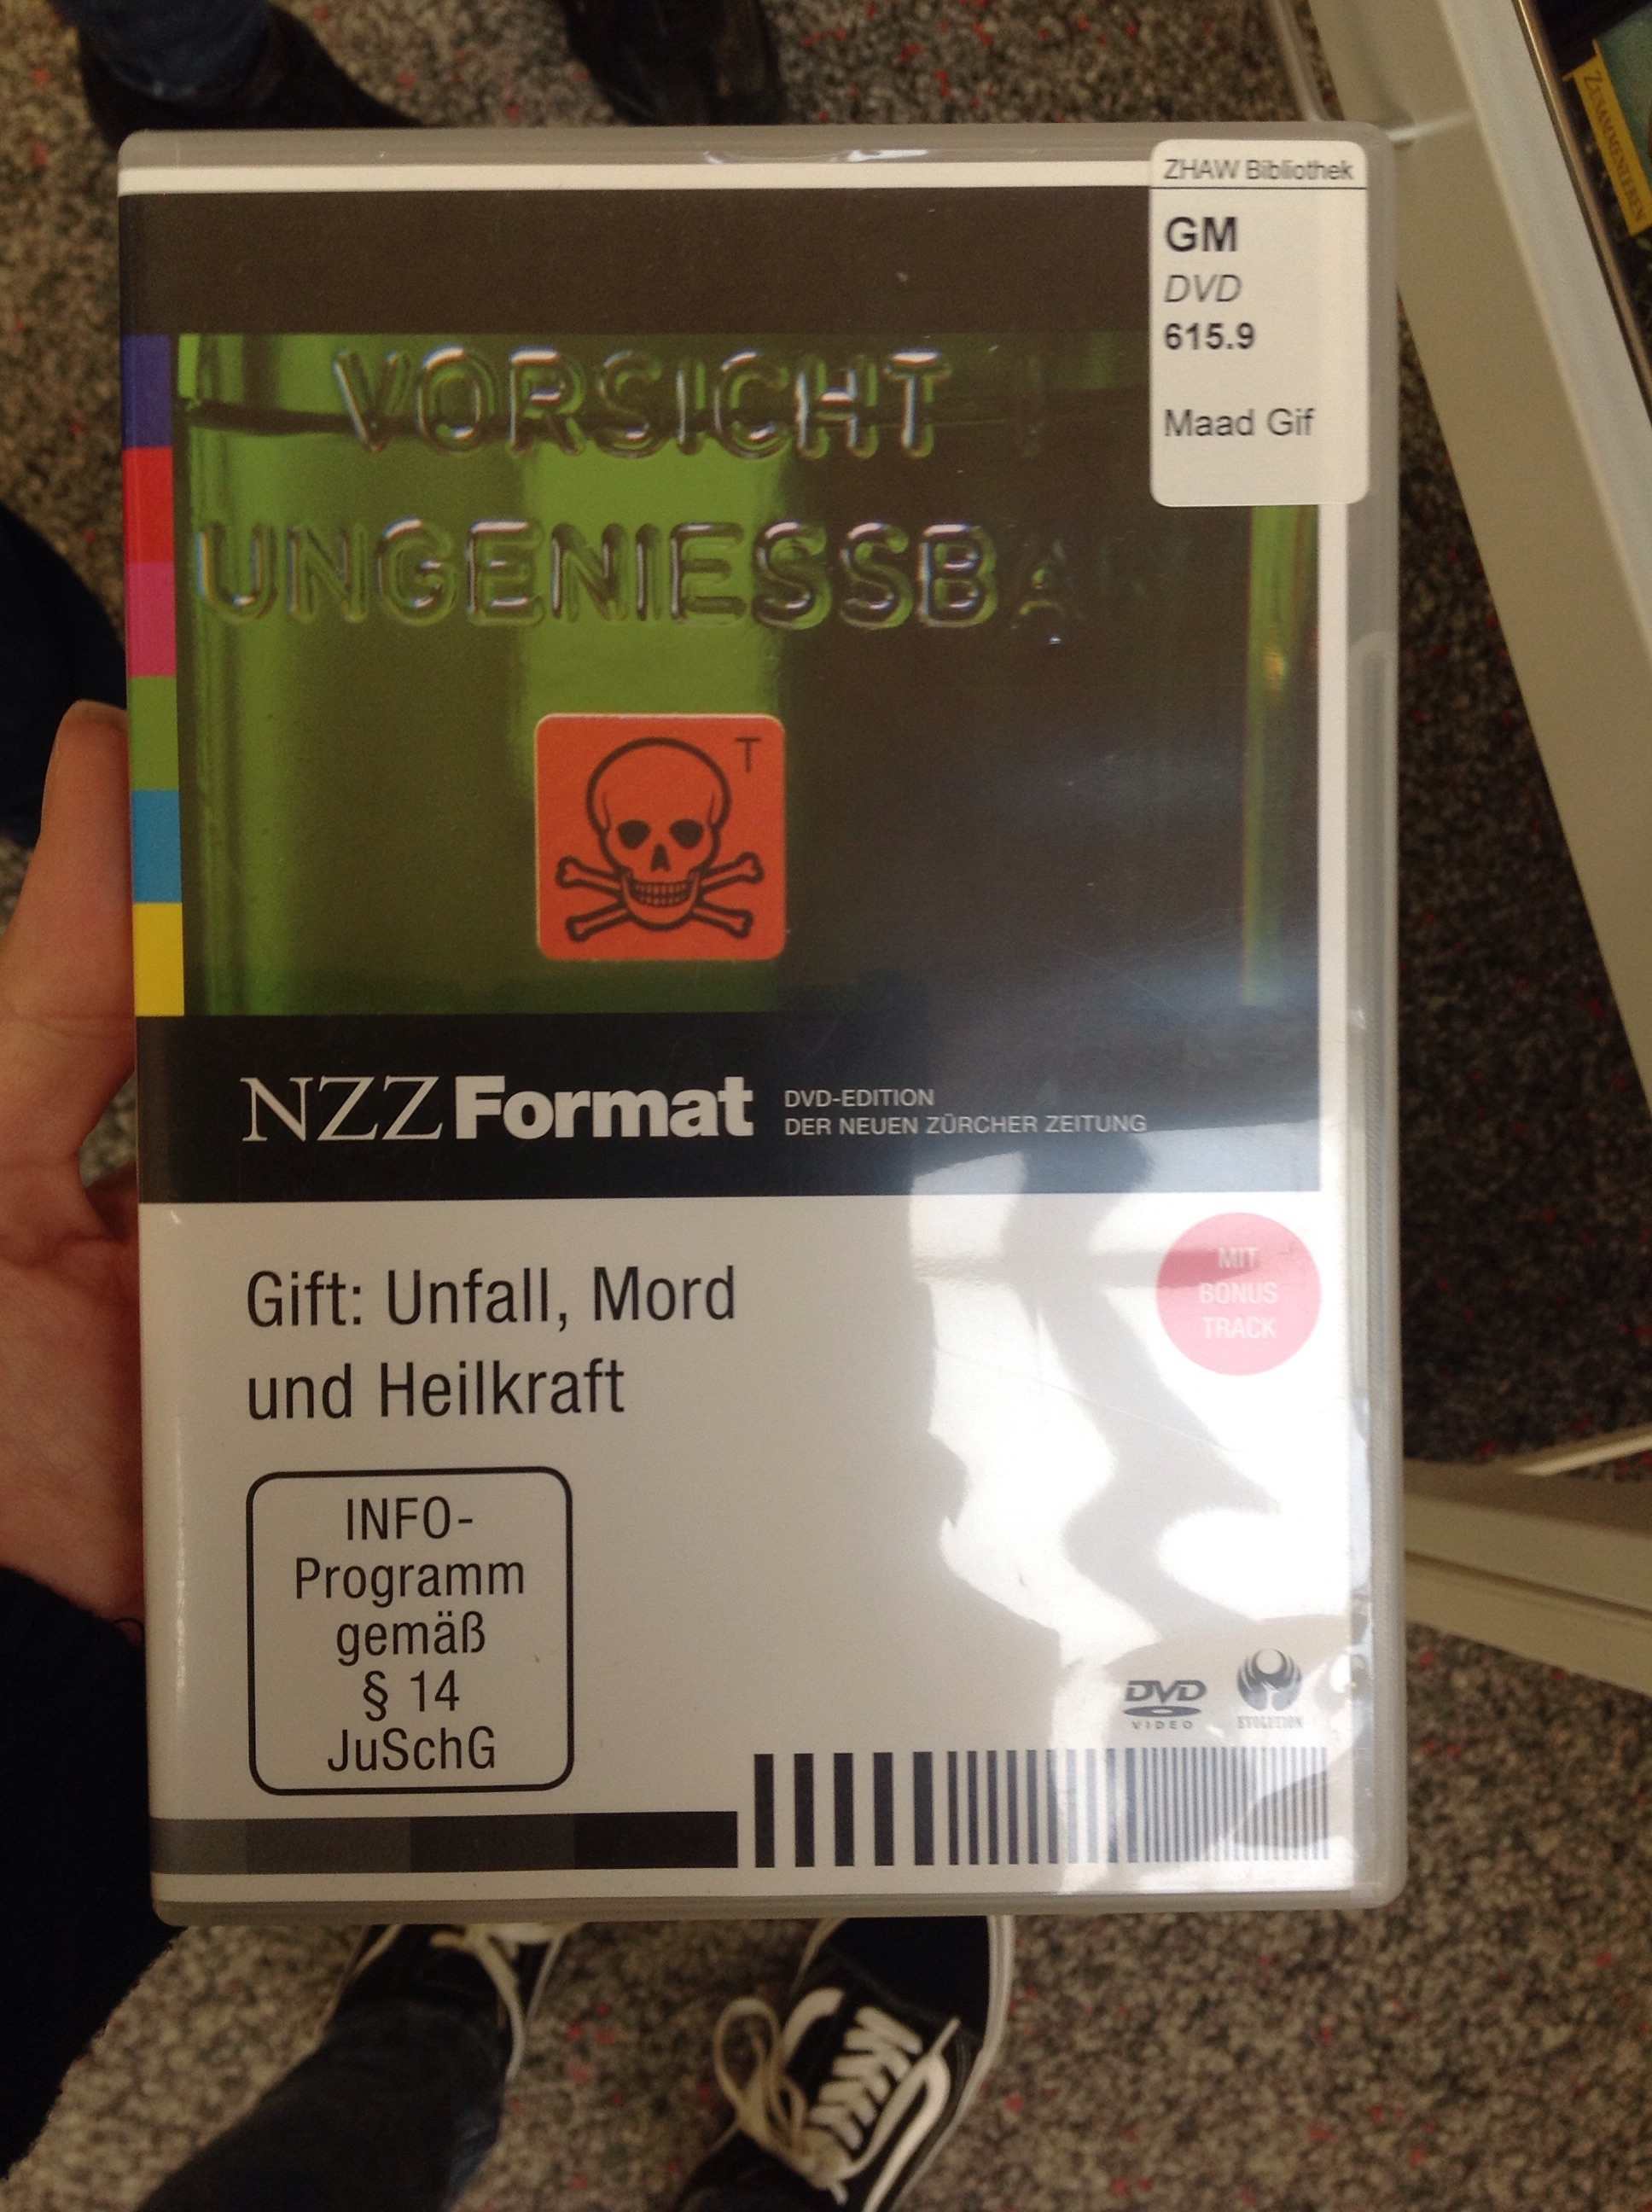 ZHAW Bibliothek
GM
DVD
615.9
Maad Gif
VORSICHT
UNGENIESSBA
T
NZZ Format
DVD-EDITION
DER NEUEN ZÜRCHER ZEITUNG
Gift: Unfall, Mord
und Heilkraft
MIT
BONUS
TRACK
INFO-
Programm
gemäß
§ 14
JuSchG
DVD
VIDEO
EVOLUTION
ZUSAMMENLEBEN